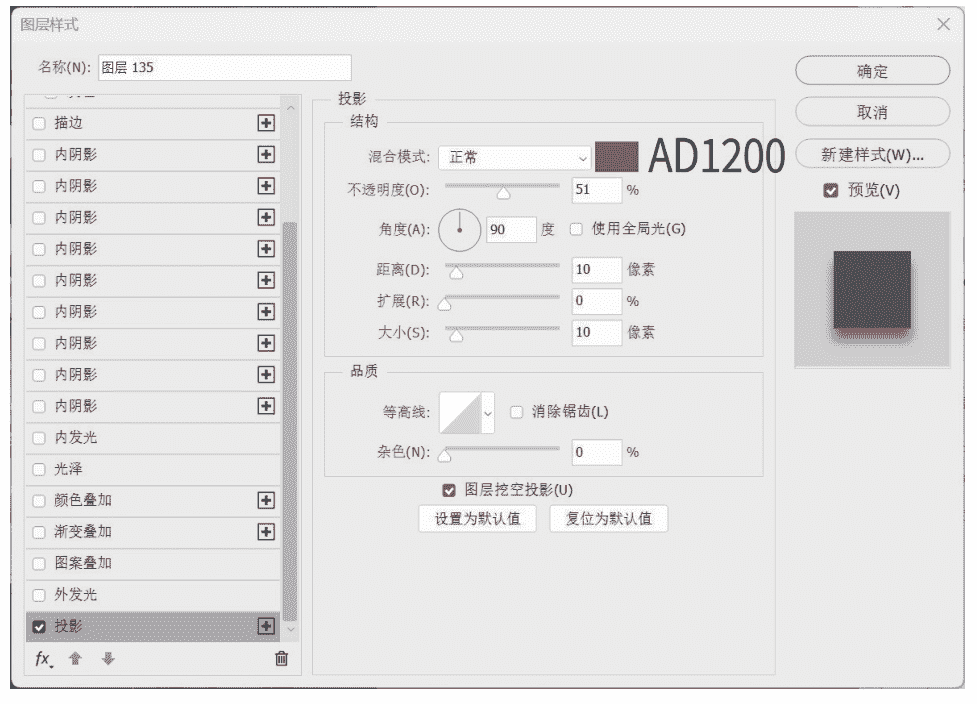 图层样式
名称(N): 图层 135
描边
内阴影
内阴影
内阴影
内阴影
内阴影
内阴影
内阴影
内阴影
内阴影
内发光
光泽
颜色叠加
渐变叠加
图案叠加
外发光
投影
fx
投影
结构
混合模式: 正常 AD1200
不透明度(O): 51 %
角度(A): 90 度 使用全局光(G)
距离(D): 10 像素
扩展(R): 0 %
大小(S): 10 像素
品质
等高线: 消除锯齿(L)
杂色(N): 0 %
图层挖空投影(U)
设置为默认值 复位为默认值
确定
取消
新建样式(W)...
预览(V)